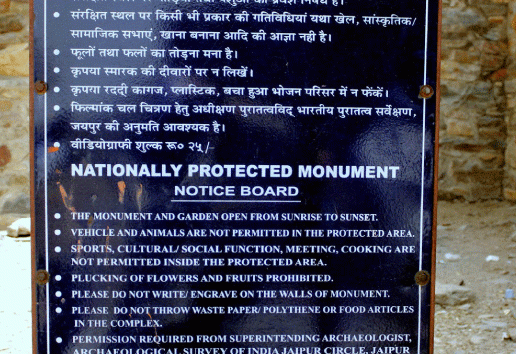 • संरक्षित स्थल पर किसी भी प्रकार की गतिविधियां यथा खेल, सांस्कृतिक/
सामाजिक सभाएं, खाना बनाना आदि की आज्ञा नही है।
• फूलों तथा फलों का तोड़ना मना है।
• कृपया स्मारक की दीवारों पर न लिखें।
• कृपया रद्दी कागज, प्लास्टिक, बचा हुआ भोजन परिसर में न फेंकें।
• फिल्मांक चल चित्रण हेतु अधीक्षण पुरातत्वविद् भारतीय पुरातत्व सर्वेक्षण,
जयपुर की अनुमति आवश्यक है।
• वीडियोग्राफी शुल्क रू० २५/-
NATIONALLY PROTECTED MONUMENT
NOTICE BOARD
• THE MONUMENT AND GARDEN OPEN FROM SUNRISE TO SUNSET.
• VEHICLE AND ANIMALS ARE NOT PERMITTED IN THE PROTECTED AREA.
• SPORTS, CULTURAL/ SOCIAL FUNCTION, MEETING, COOKING ARE
NOT PERMITTED INSIDE THE PROTECTED AREA.
• PLUCKING OF FLOWERS AND FRUITS PROHIBITED.
• PLEASE DO NOT WRITE/ ENGRAVE ON THE WALLS OF MONUMENT.
• PLEASE DO NOT THROW WASTE PAPER/ POLYTHENE OR FOOD ARTICLES
IN THE COMPLEX.
• PERMISSION REQUIRED FROM SUPERINTENDING ARCHAEOLOGIST,
ARCHAEOLOGICAL SURVEY OF INDIA JAIPUR CIRCLE, JAIPUR